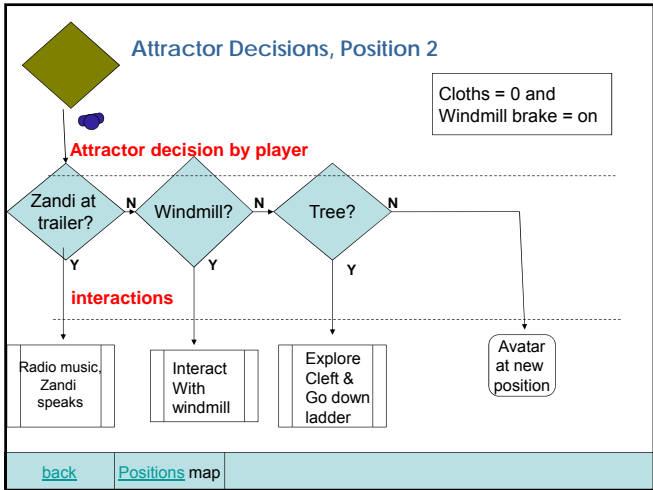 Attractor Decisions, Position 2
Cloths = 0 and
Windmill brake = on
Attractor decision by player
Zandi at
trailer?
N
Windmill?
N
Tree?
N
Y
Y
Y
interactions
Radio music,
Zandi
speaks
Interact
With
windmill
Explore
Cleft &
Go down
ladder
Avatar
at new
position
back
Positions map